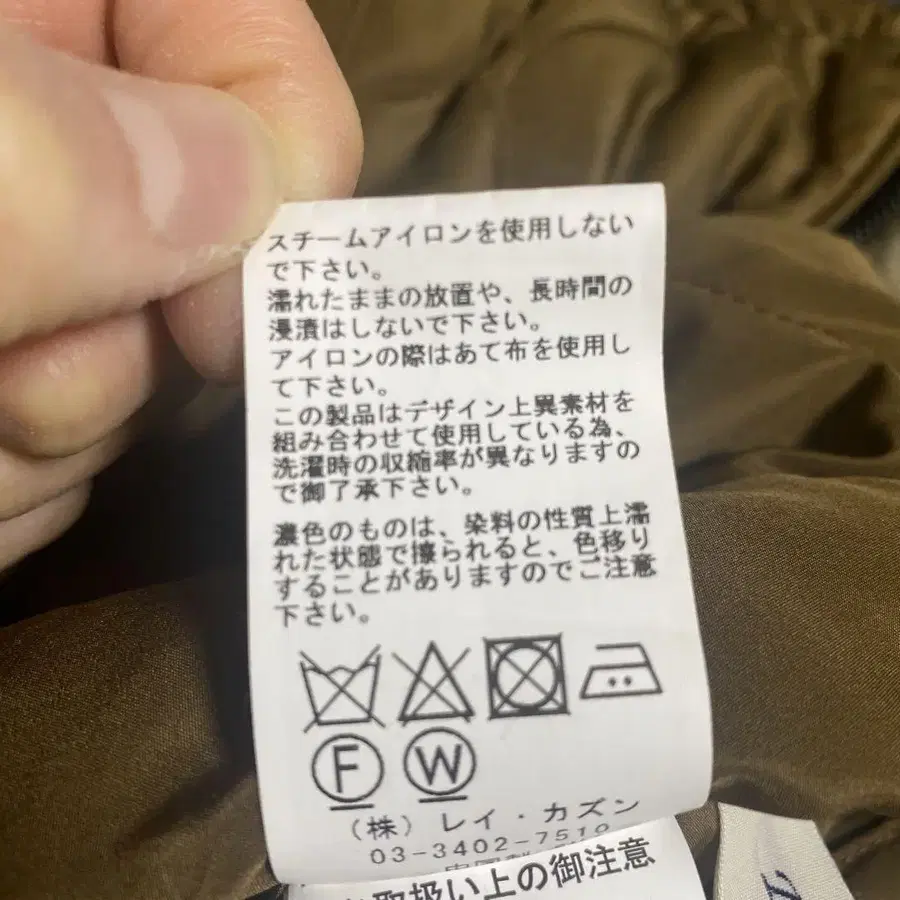 スチームアイロンを使用しない
で下さい。
濡れたままの放置や、長時間の
浸漬はしないで下さい。
アイロンの際はあて布を使用し
て下さい。
この製品はデザイン上異素材を
組み合わせて使用している為、
洗濯時の収縮率が異なりますの
で御了承下さい。
濃色のものは、染料の性質上濡
れた状態で擦られると、色移り
することがありますのでご注意
下さい。
F W
(株) レイ・カズン
03-3402-7510
取扱い上の御注意